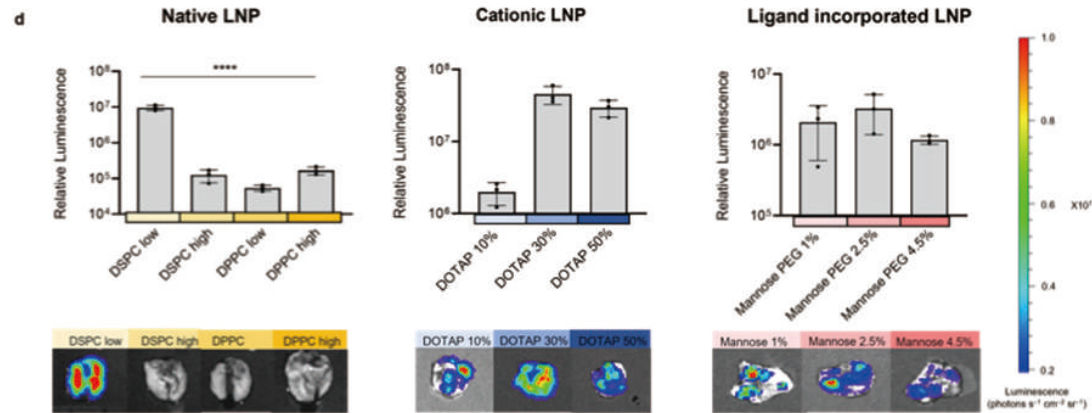 d
Native LNP
Cationic LNP
Ligand incorporated LNP
Relative Luminescence
10⁸
10⁷
10⁶
10⁵
10⁴
****
DSPC low
DSPC high
DPPC low
DPPC high
Relative Luminescence
10⁸
10⁷
10⁶
DOTAP 10%
DOTAP 30%
DOTAP 50%
Relative Luminescence
10⁷
10⁶
10⁵
Mannose PEG 1%
Mannose PEG 2.5%
Mannose PEG 4.5%
1.0
0.8
0.6
0.4
0.2
Luminescence
(photons s⁻¹ cm⁻² sr⁻¹)
DSPC low DSPC high DPPC DPPC high
DOTAP 10% DOTAP 30% DOTAP 50%
Mannose 1% Mannose 2.5% Mannose 4.5%